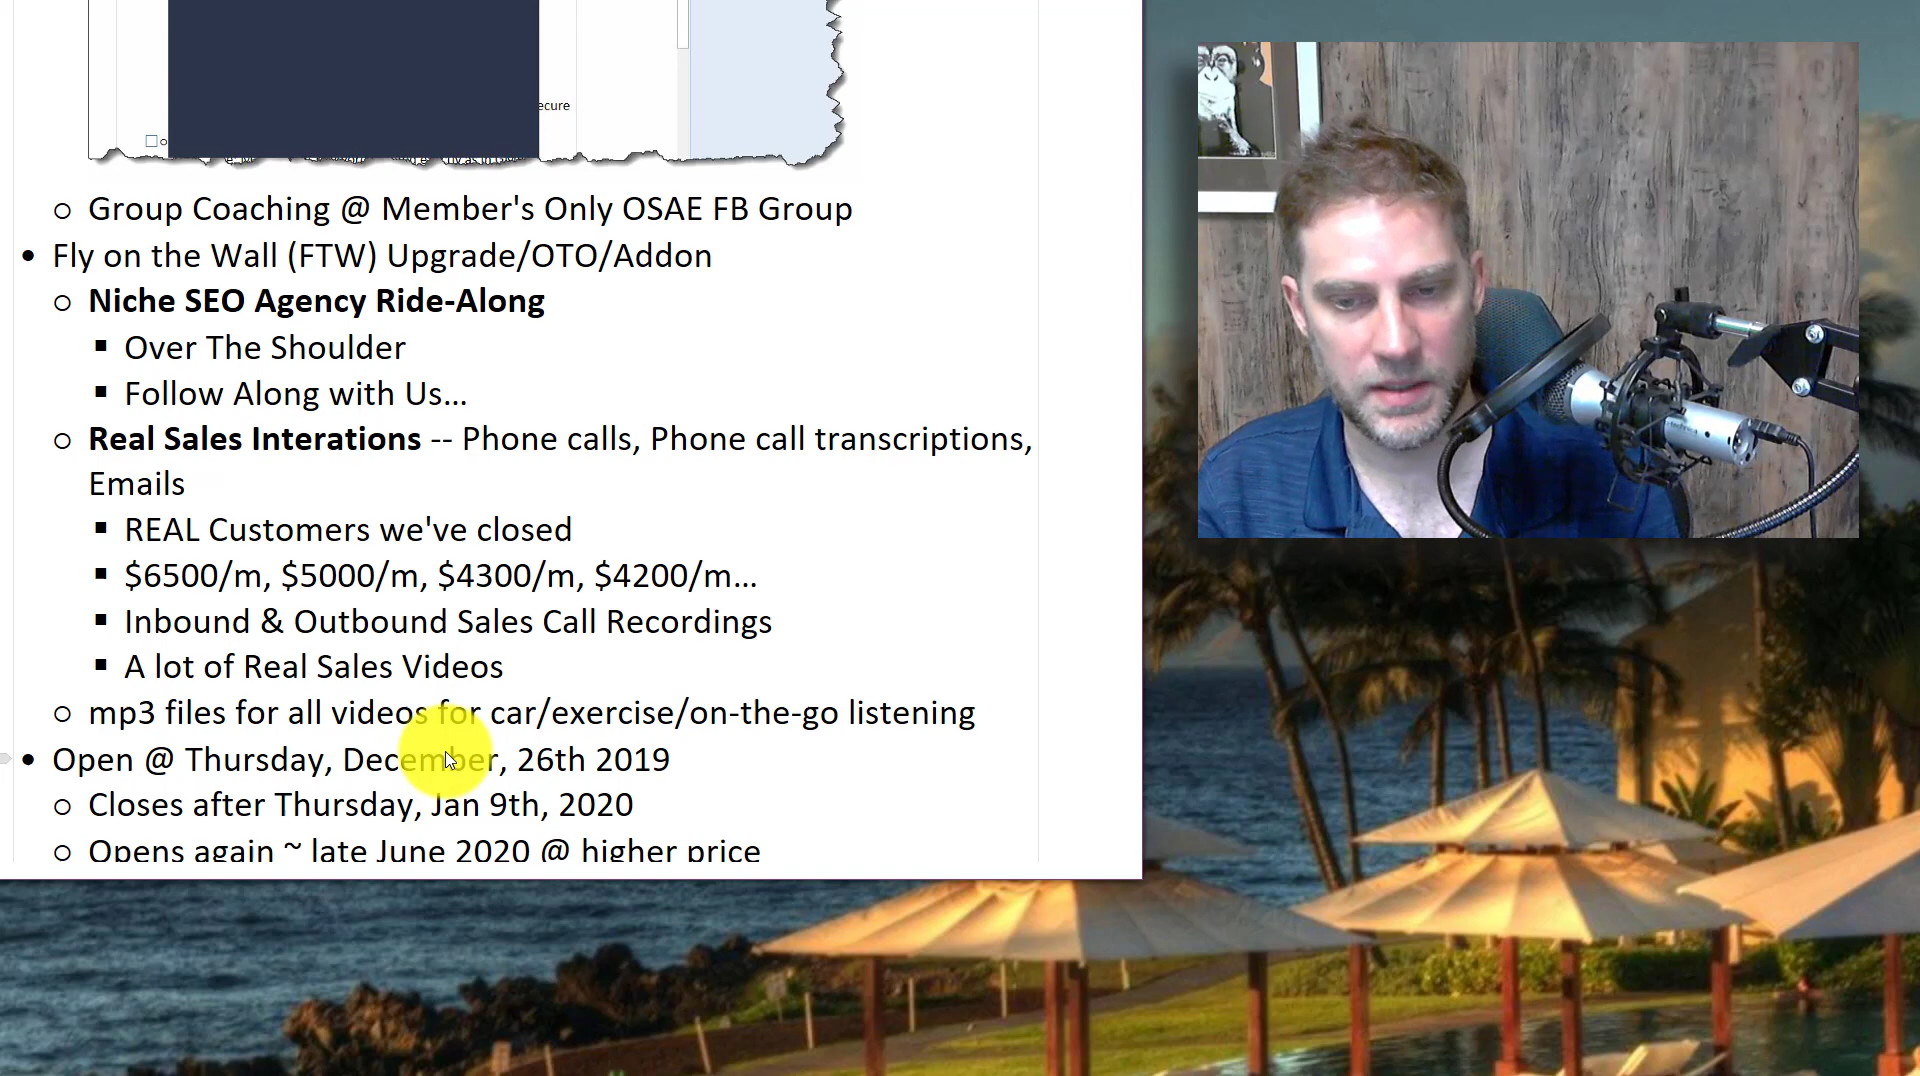 ecure
Group Coaching @ Member's Only OSAE FB Group
Fly on the Wall (FTW) Upgrade/OTO/Addon
Niche SEO Agency Ride-Along
Over The Shoulder
Follow Along with Us...
Real Sales Interations -- Phone calls, Phone call transcriptions,
Emails
REAL Customers we've closed
$6500/m, $5000/m, $4300/m, $4200/m...
Inbound & Outbound Sales Call Recordings
A lot of Real Sales Videos
mp3 files for all videos for car/exercise/on-the-go listening
Open @ Thursday, December, 26th 2019
Closes after Thursday, Jan 9th, 2020
Opens again ~ late June 2020 @ higher price